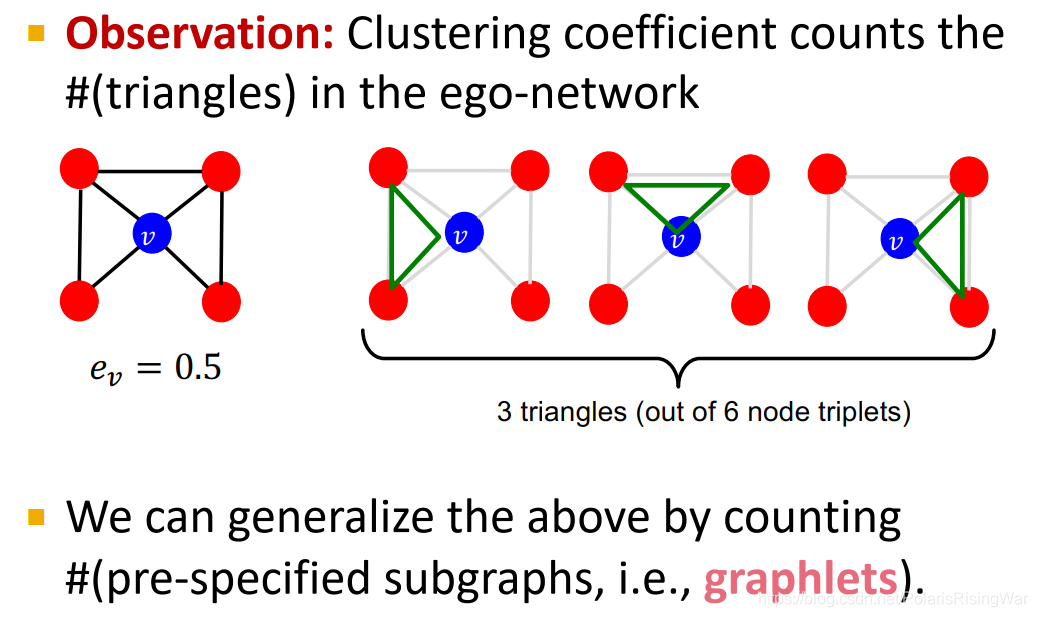 Observation: Clustering coefficient counts the
#(triangles) in the ego-network
v
v
v
v
e_v = 0.5
3 triangles (out of 6 node triplets)
We can generalize the above by counting
#(pre-specified subgraphs, i.e., graphlets).
https://blog.csdn.net/PolarisRisingWar